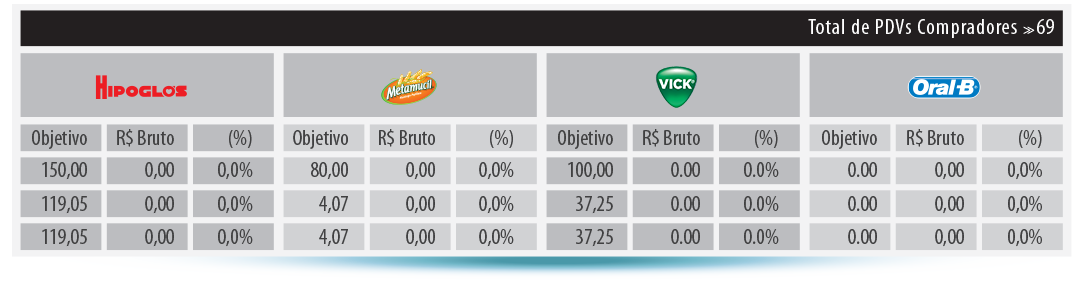 Total de PDVs Compradores >>69
HIPOGLÓS Metamucil VICK Oral-B
Objetivo R$ Bruto (%) Objetivo R$ Bruto (%) Objetivo R$ Bruto (%) Objetivo R$ Bruto (%)
150,00 0,00 0,0% 80,00 0,00 0,0% 100,00 0.00 0.0% 0.00 0,00 0.0%
119,05 0,00 0,0% 4,07 0,00 0,0% 37,25 0.00 0.0% 0.00 0,00 0,0%
119,05 0,00 0,0% 4,07 0,00 0,0% 37,25 0.00 0.0% 0.00 0,00 0,0%